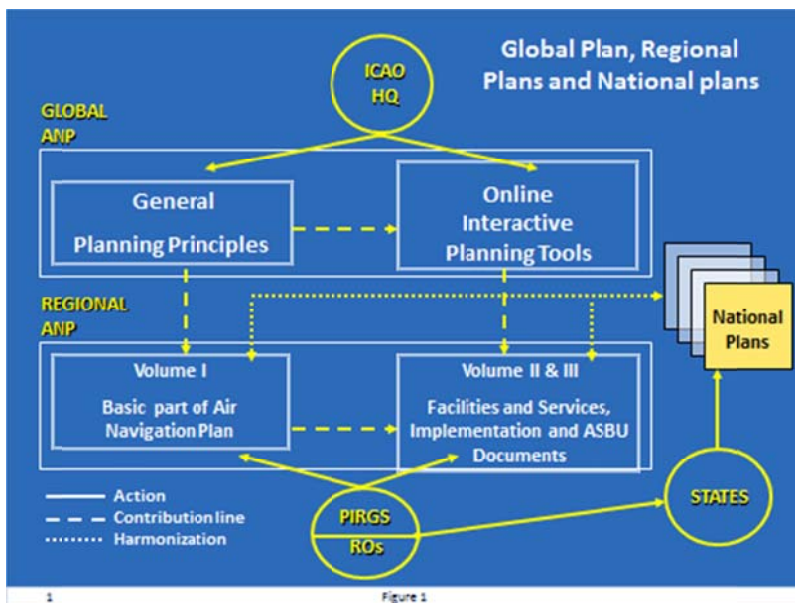 Global Plan, Regional
Plans and National plans
ICAO
HQ
GLOBAL
ANP
General
Planning Principles
Online
Interactive
Planning Tools
REGIONAL
ANP
National
Plans
Volume I
Basic part of Air
Navigation Plan
Volume II & III
Facilities and Services,
Implementation and ASBU
Documents
Action
Contribution line
Harmonization
PIRGS
ROs
STATES
1
Figure 1